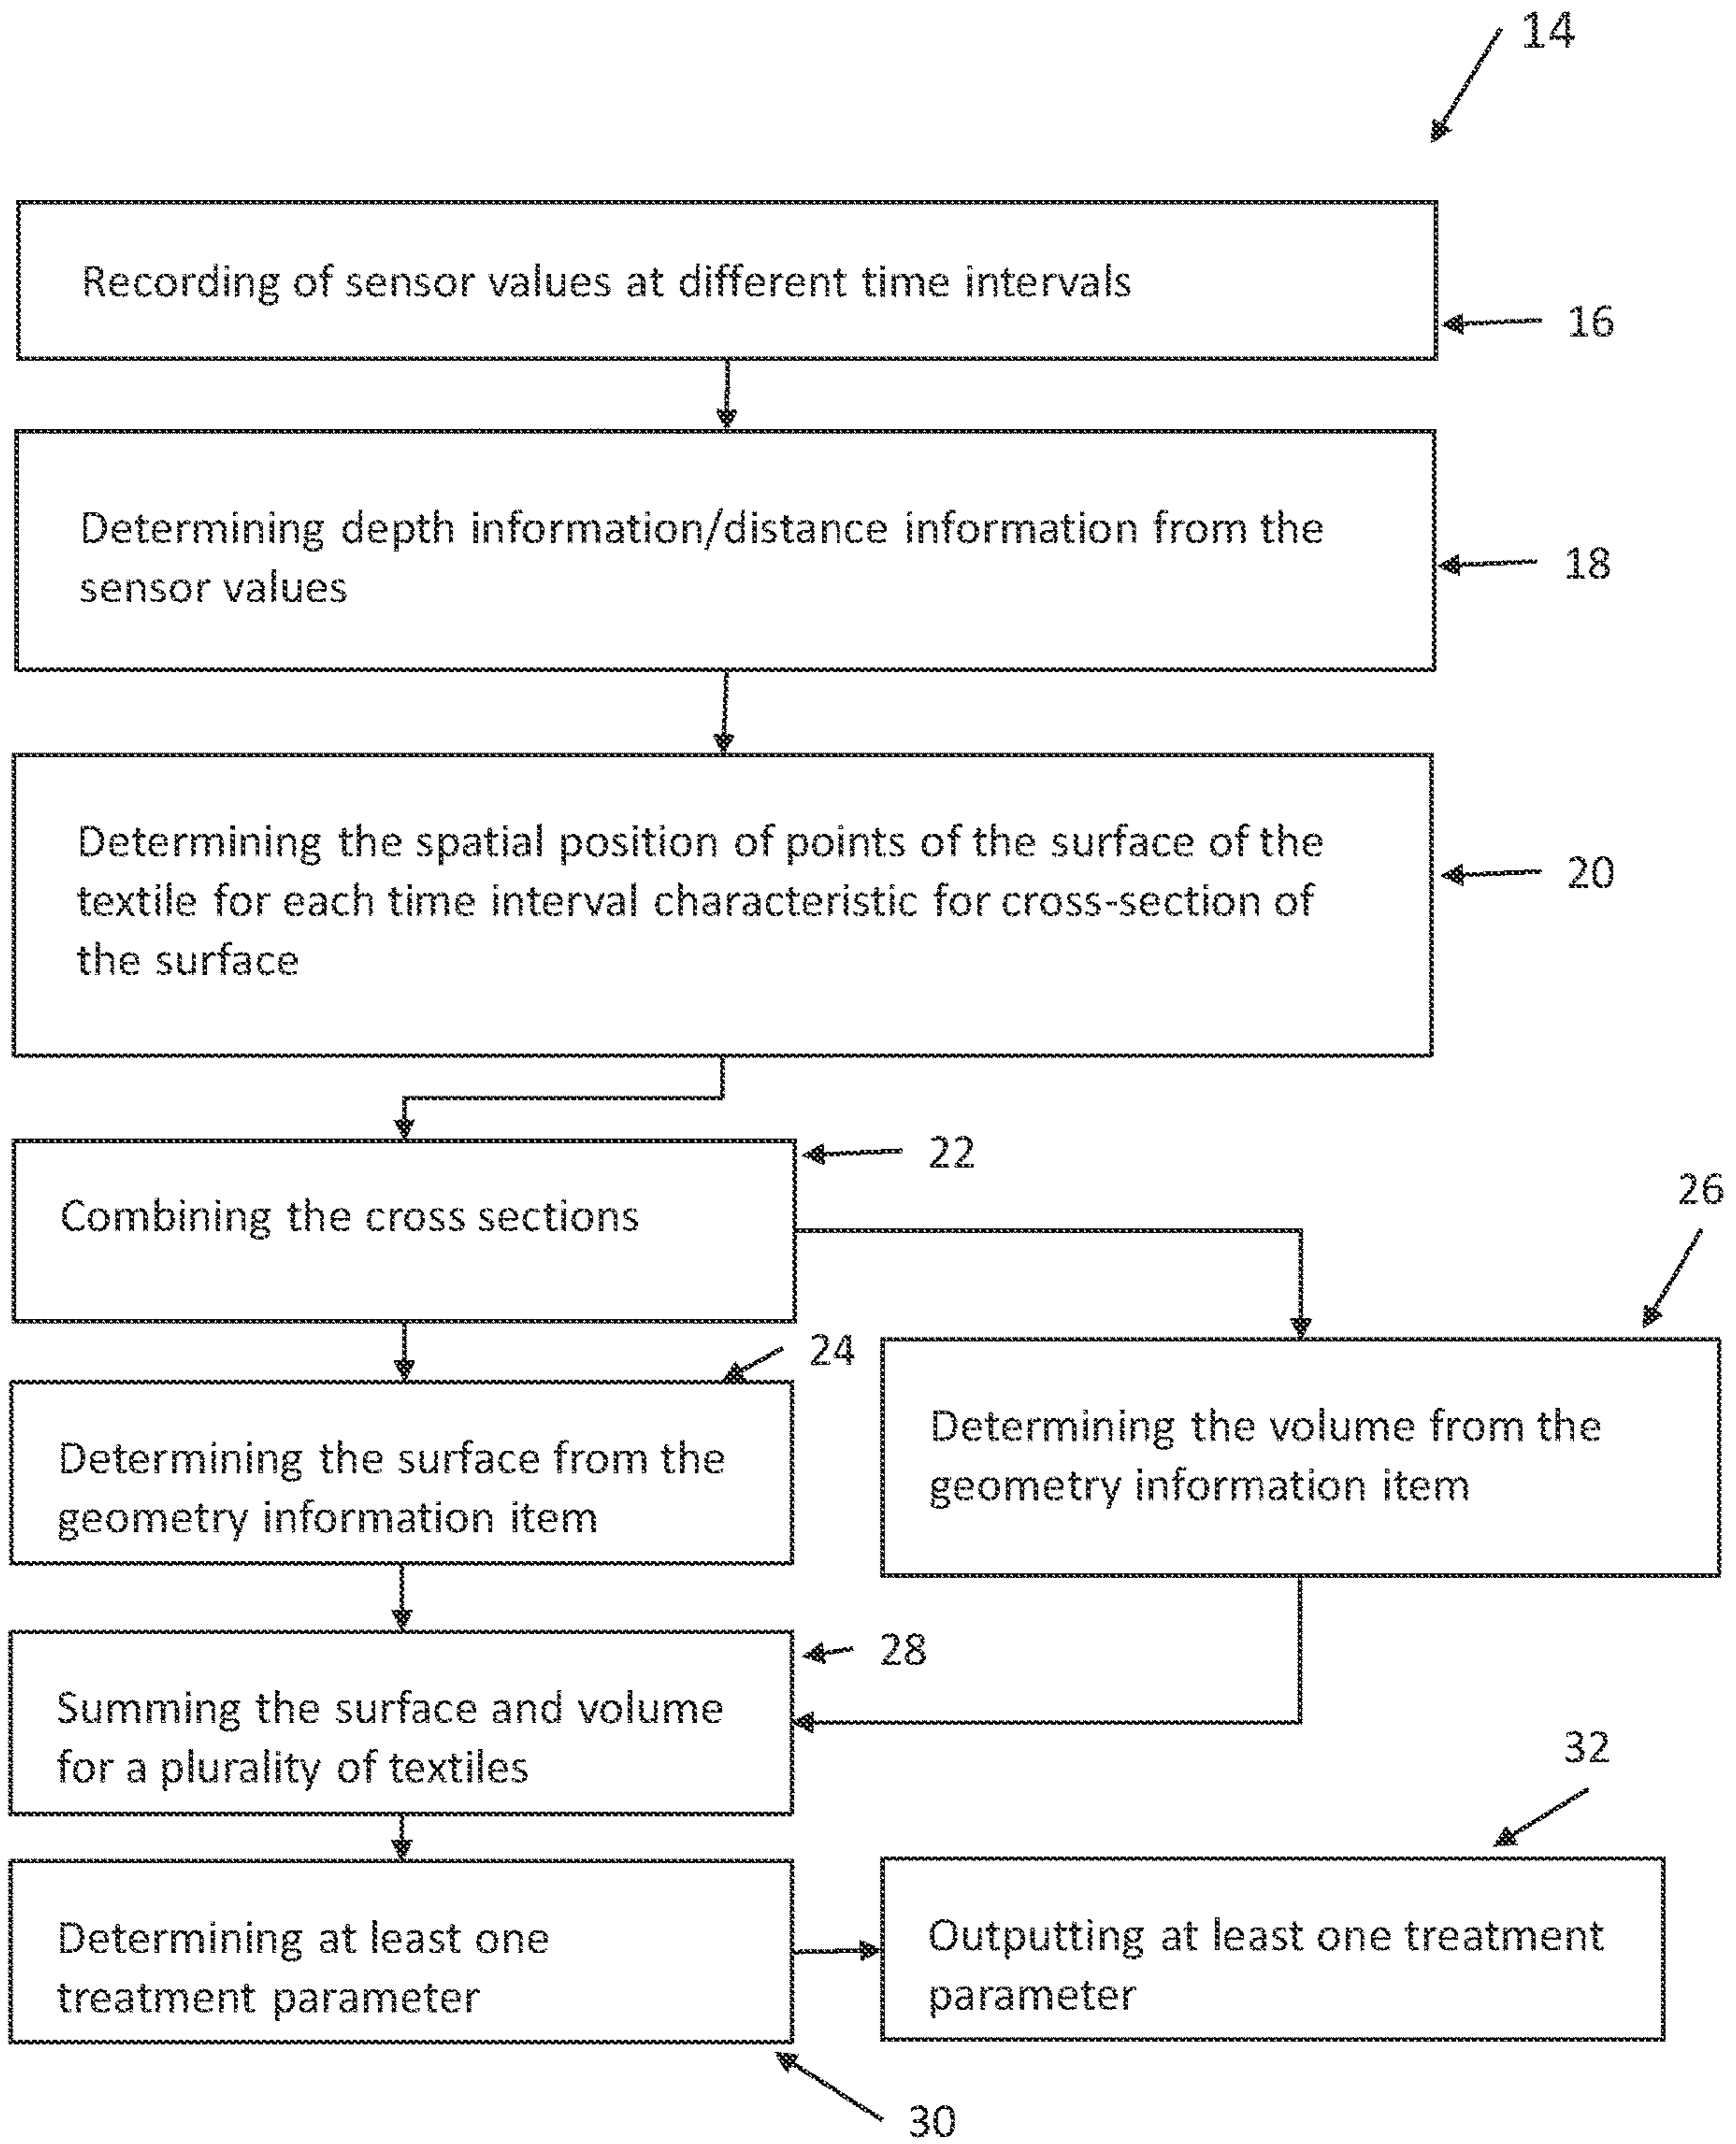 14
Recording of sensor values at different time intervals
16
Determining depth information/distance information from the
sensor values
18
Determining the spatial position of points of the surface of the
textile for each time interval characteristic for cross-section of
the surface
20
22
Combining the cross sections
26
24
Determining the surface from the
geometry information item
Determining the volume from the
geometry information item
28
Summing the surface and volume
for a plurality of textiles
32
Determining at least one
treatment parameter
Outputting at least one treatment
parameter
30